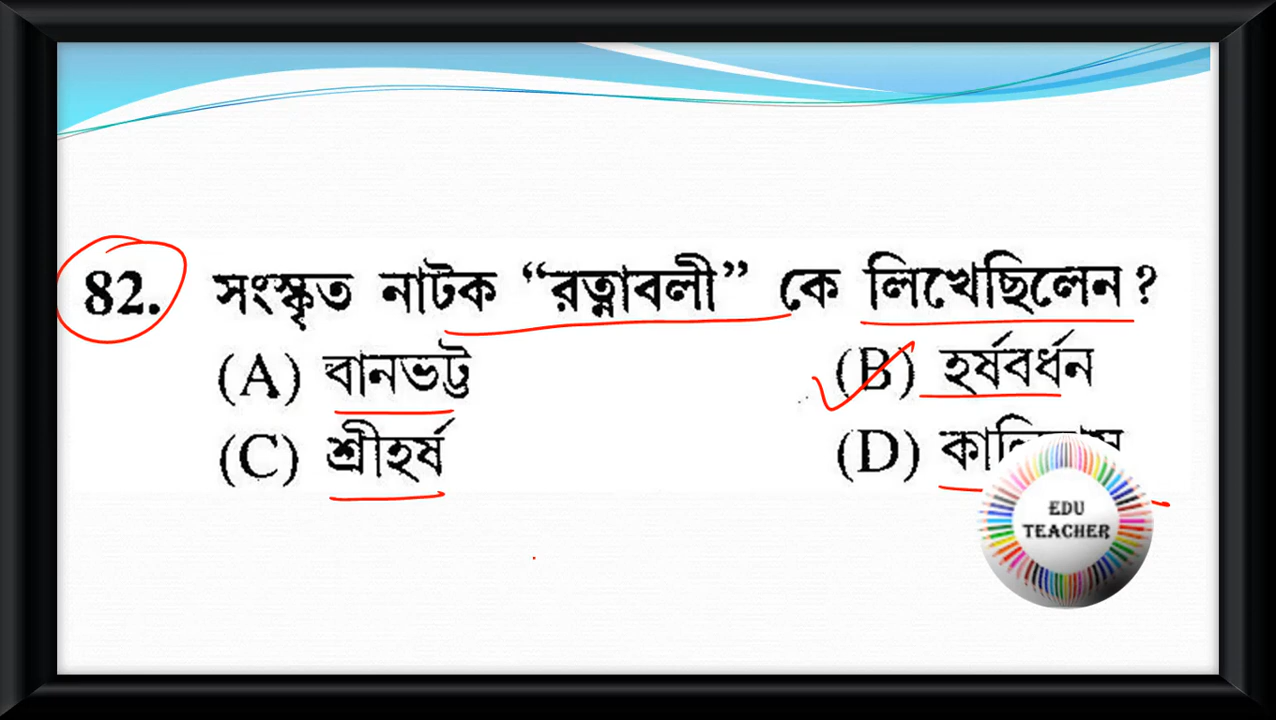 82. সংস্কৃত নাটক “রত্নাবলী” কে লিখেছিলেন ?
(A) বানভট্ট (B) হর্ষবর্ধন
(C) শ্রীহর্ষ (D)
EDU
TEACHER